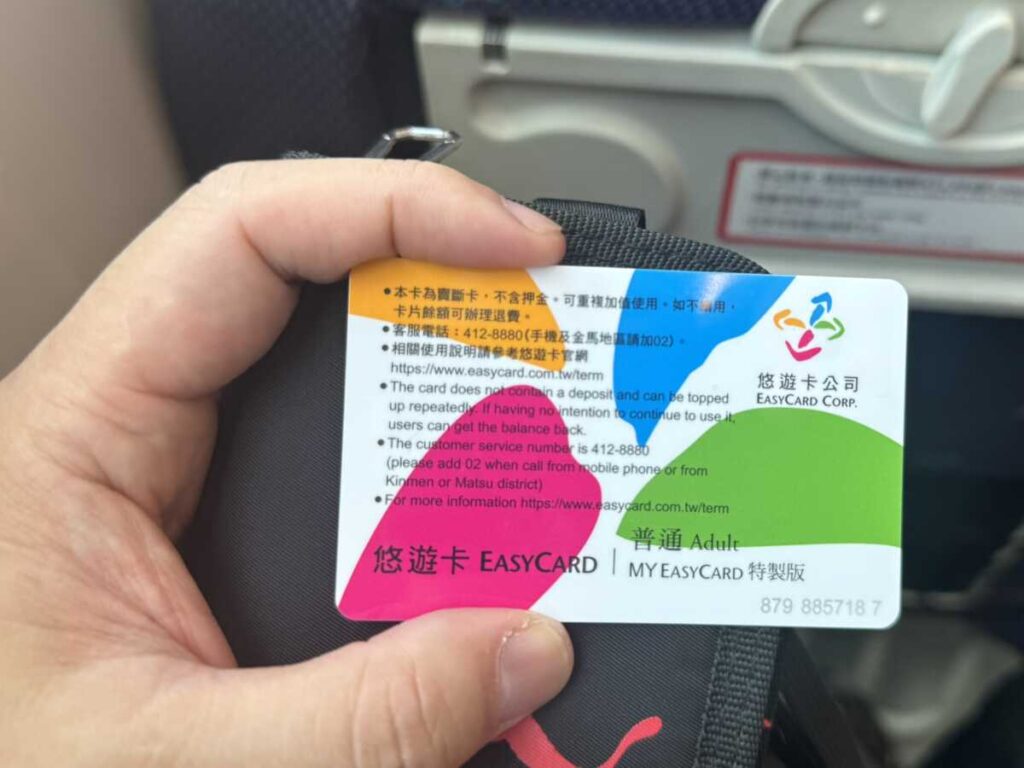 ●本卡為賣斷卡，不含押金。可重複加值使用。如不續用，
卡片餘額可辦理退費。
●客服電話：412-8880(手機及金馬地區請加02)。
●相關使用說明請參考悠遊卡官網
https://www.easycard.com.tw/term
●The card does not contain a deposit and can be topped
up repeatedly. If having no intention to continue to use it,
users can get the balance back.
●The customer service number is 412-8880
(please add 02 when call from mobile phone or from
Kinmen or Matsu district)
●For more information https://www.easycard.com.tw/term
悠遊卡公司
EASYCARD CORP.
悠遊卡 EASYCARD
普通 Adult
MY EASYCARD 特製版
879 885718 7